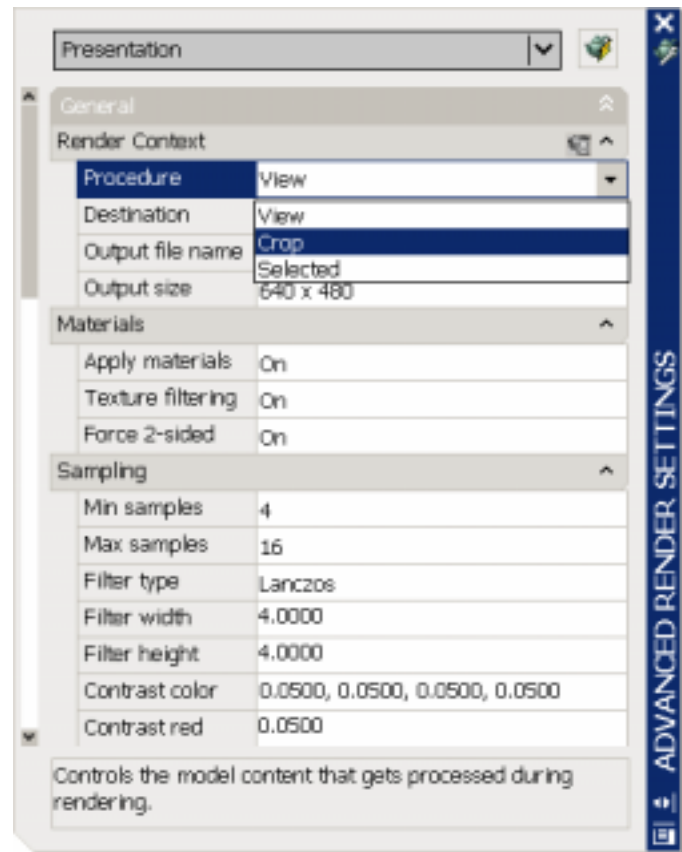 Presentation
General
Render Context
Procedure View
Destination View
Crop
Output file name
Selected
Output size 640 x 480
Materials
Apply materials On
Texture filtering On
Force 2-sided On
Sampling
Min samples 4
Max samples 16
Filter type Lanczos
Filter width 4.0000
Filter height 4.0000
Contrast color 0.0500, 0.0500, 0.0500, 0.0500
Contrast red 0.0500
Controls the model content that gets processed during
rendering.
ADVANCED RENDER SETTINGS